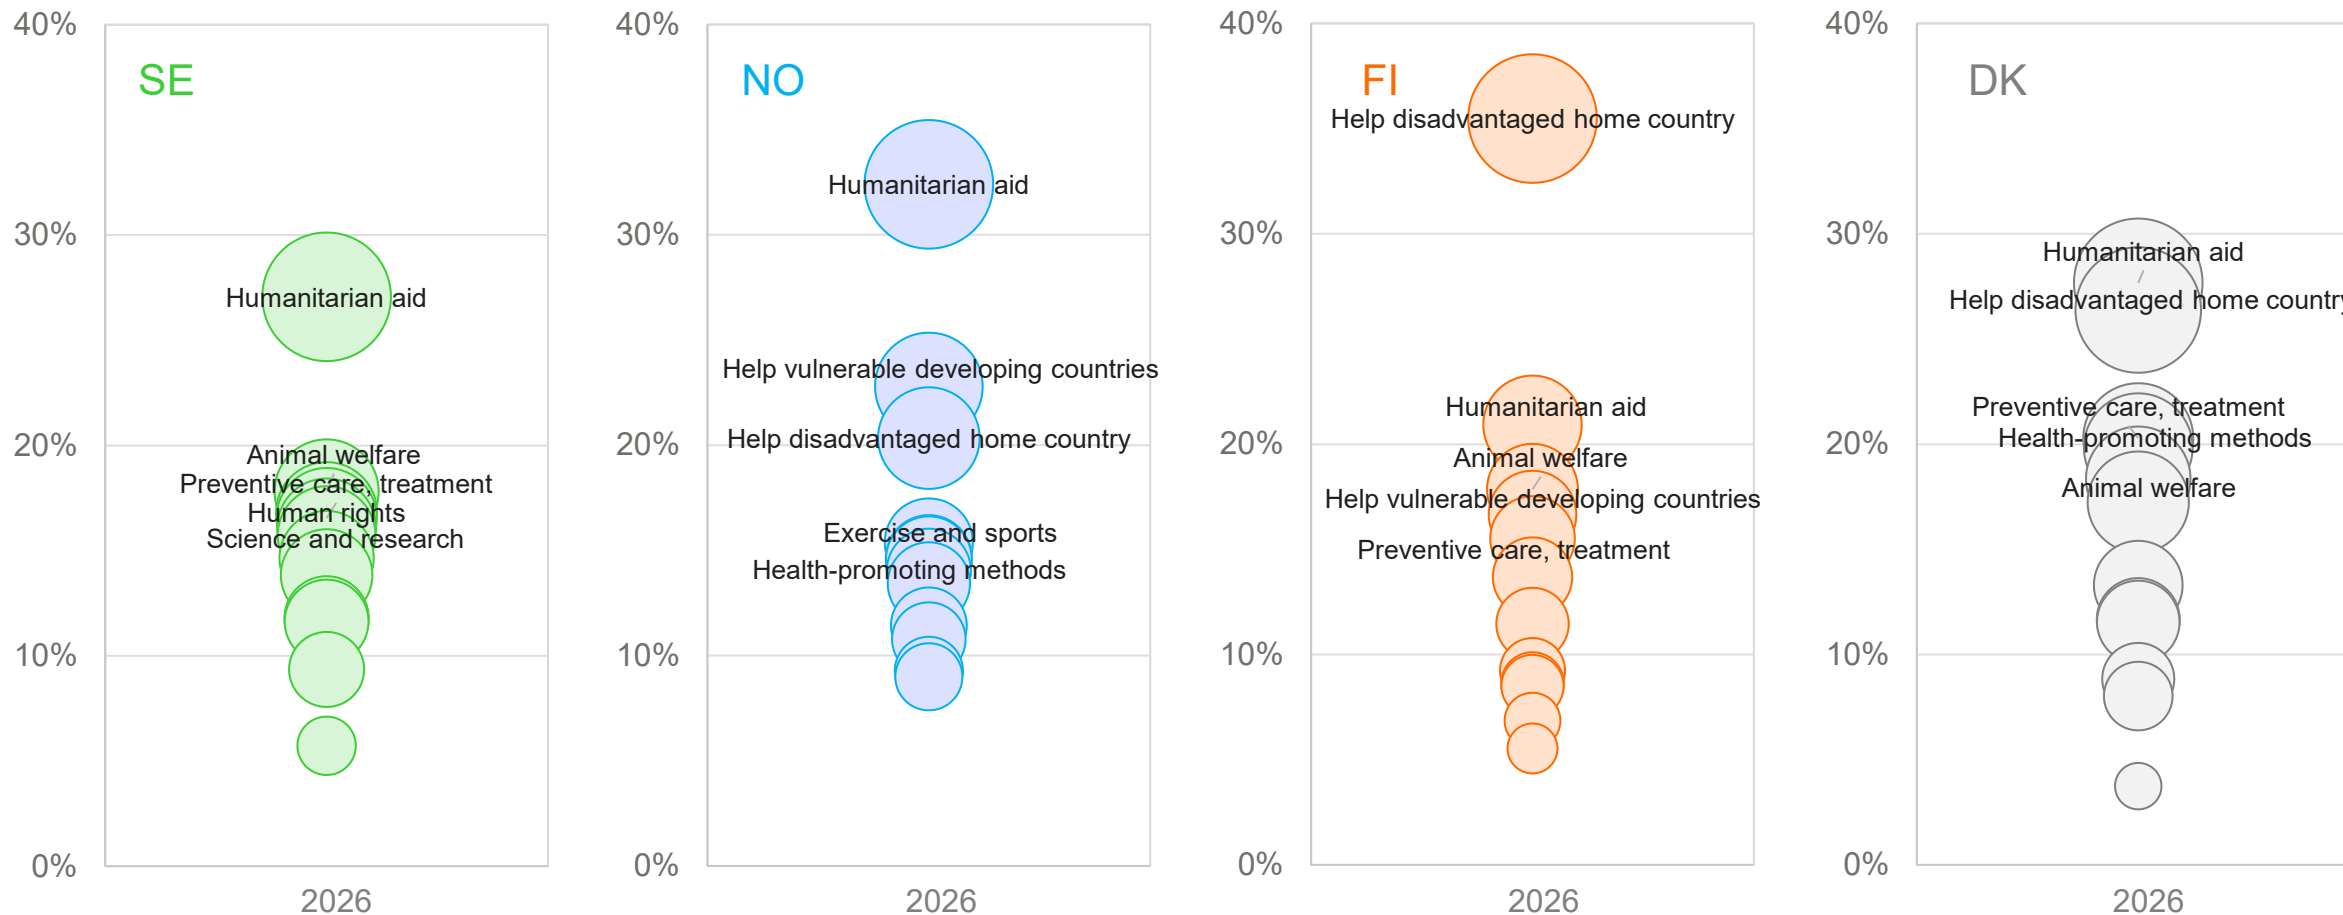 40%
30%
20%
10%
0%
SE
Humanitarian aid
Animal welfare
Preventive care, treatment
Human rights
Science and research
2026
40%
30%
20%
10%
0%
NO
Humanitarian aid
Help vulnerable developing countries
Help disadvantaged home country
Exercise and sports
Health-promoting methods
2026
40%
30%
20%
10%
0%
FI
Help disadvantaged home country
Humanitarian aid
Animal welfare
Help vulnerable developing countries
Preventive care, treatment
2026
40%
30%
20%
10%
0%
DK
Humanitarian aid
Help disadvantaged home country
Preventive care, treatment
Health-promoting methods
Animal welfare
2026